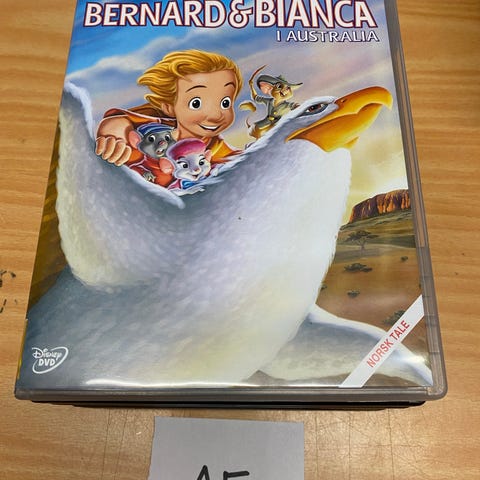 BERNARD & BIANCA
I AUSTRALIA
Disney
DVD
NORSK TALE